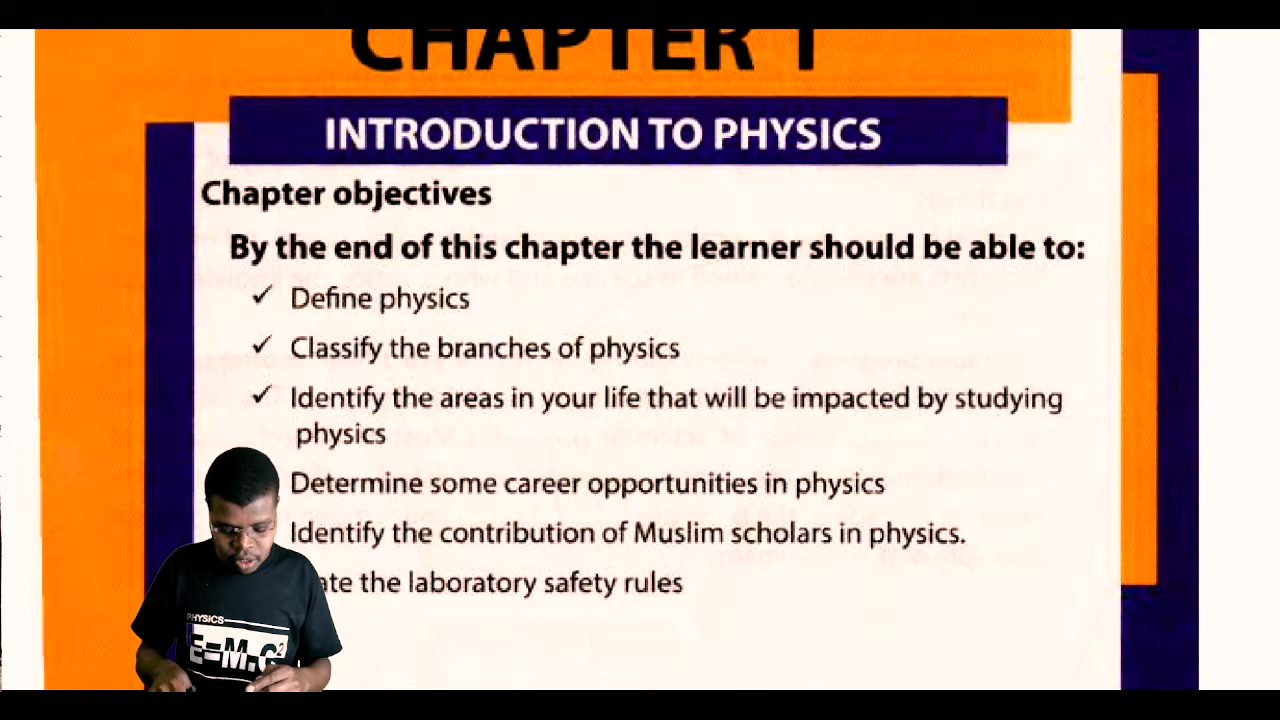 CHAPTER 1
INTRODUCTION TO PHYSICS
Chapter objectives
By the end of this chapter the learner should be able to:
✓ Define physics
✓ Classify the branches of physics
✓ Identify the areas in your life that will be impacted by studying
physics
Determine some career opportunities in physics
Identify the contribution of Muslim scholars in physics.
ate the laboratory safety rules
PHYSICS
E=M.C²